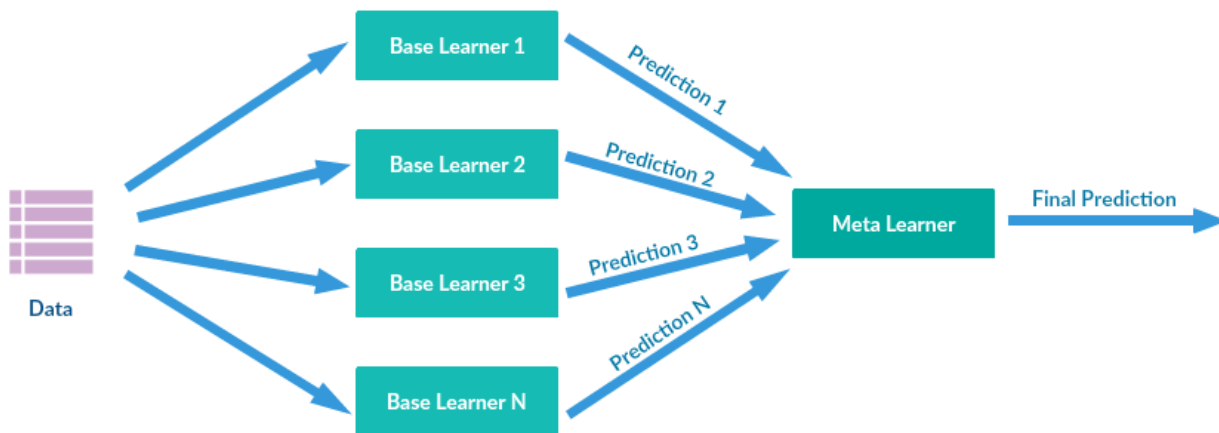 Base Learner 1
Prediction 1
Base Learner 2
Prediction 2
Meta Learner
Final Prediction
Data
Base Learner 3
Prediction 3
Base Learner N
Prediction N